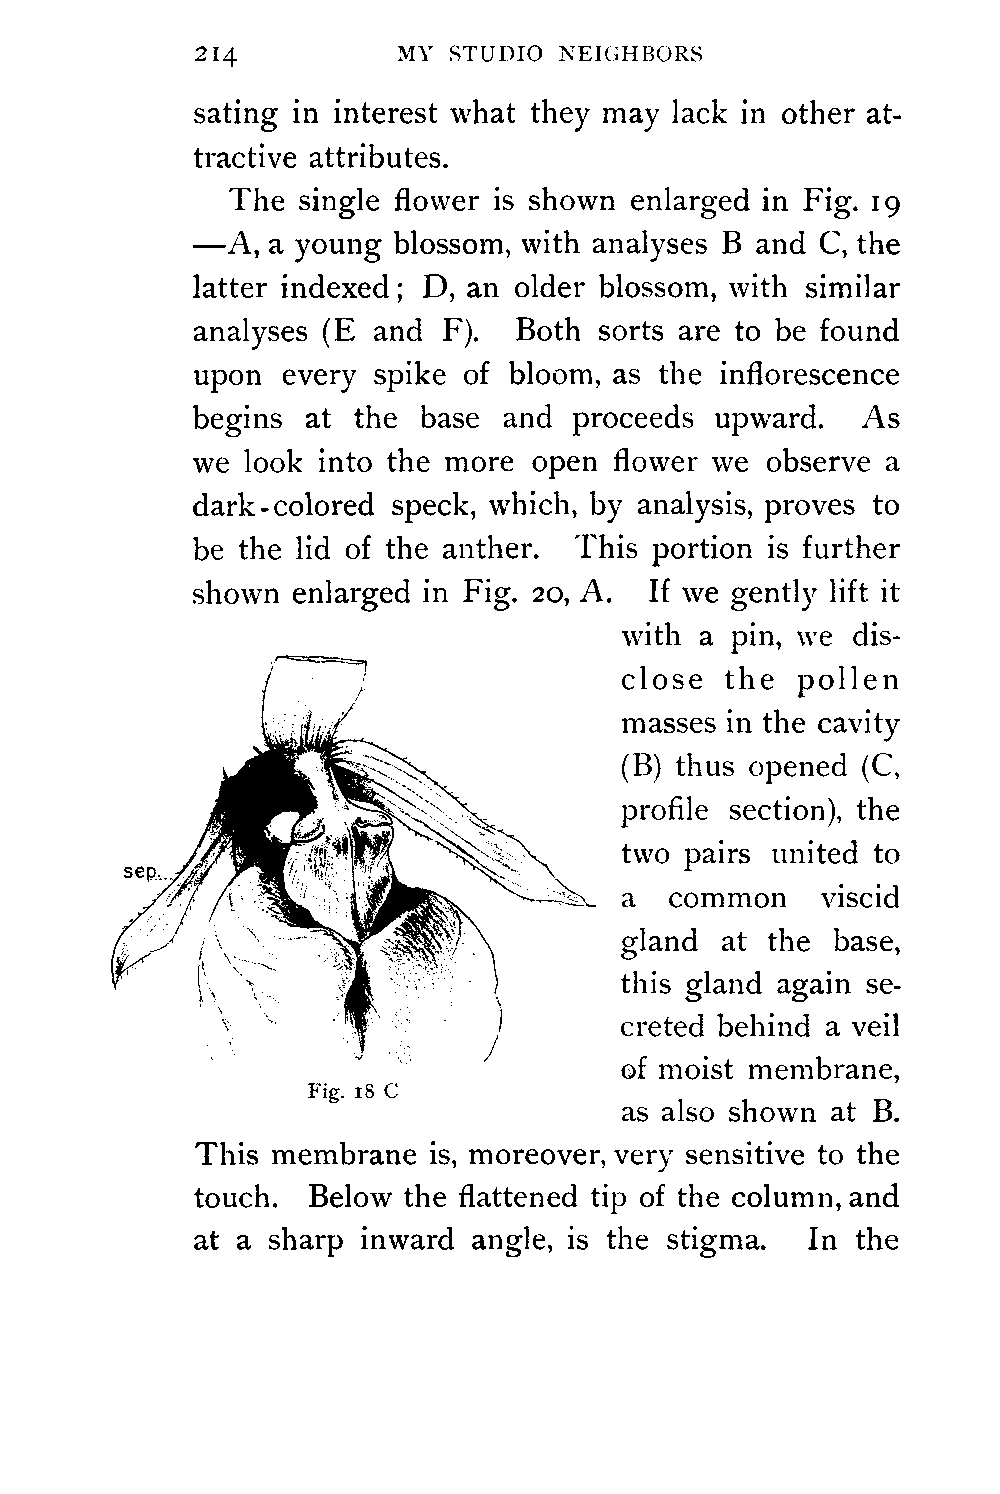 214 MY STUDIO NEIGHBORS
sating in interest what they may lack in other at-
tractive attributes.
The single flower is shown enlarged in Fig. 19
—A, a young blossom, with analyses B and C, the
latter indexed; D, an older blossom, with similar
analyses (E and F). Both sorts are to be found
upon every spike of bloom, as the inflorescence
begins at the base and proceeds upward. As
we look into the more open flower we observe a
dark-colored speck, which, by analysis, proves to
be the lid of the anther. This portion is further
shown enlarged in Fig. 20, A. If we gently lift it
with a pin, we dis-
close the pollen
masses in the cavity
(B) thus opened (C,
profile section), the
two pairs united to
a common viscid
gland at the base,
this gland again se-
creted behind a veil
of moist membrane,
as also shown at B.
sep...
Fig. 18 C
This membrane is, moreover, very sensitive to the
touch. Below the flattened tip of the column, and
at a sharp inward angle, is the stigma. In the